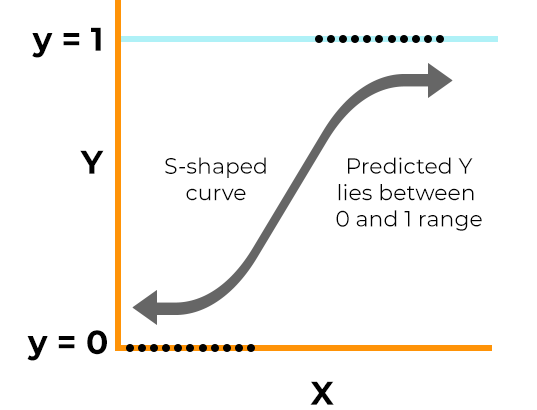 y = 1
Y
S-shaped
curve
Predicted Y
lies between
0 and 1 range
y = 0
X